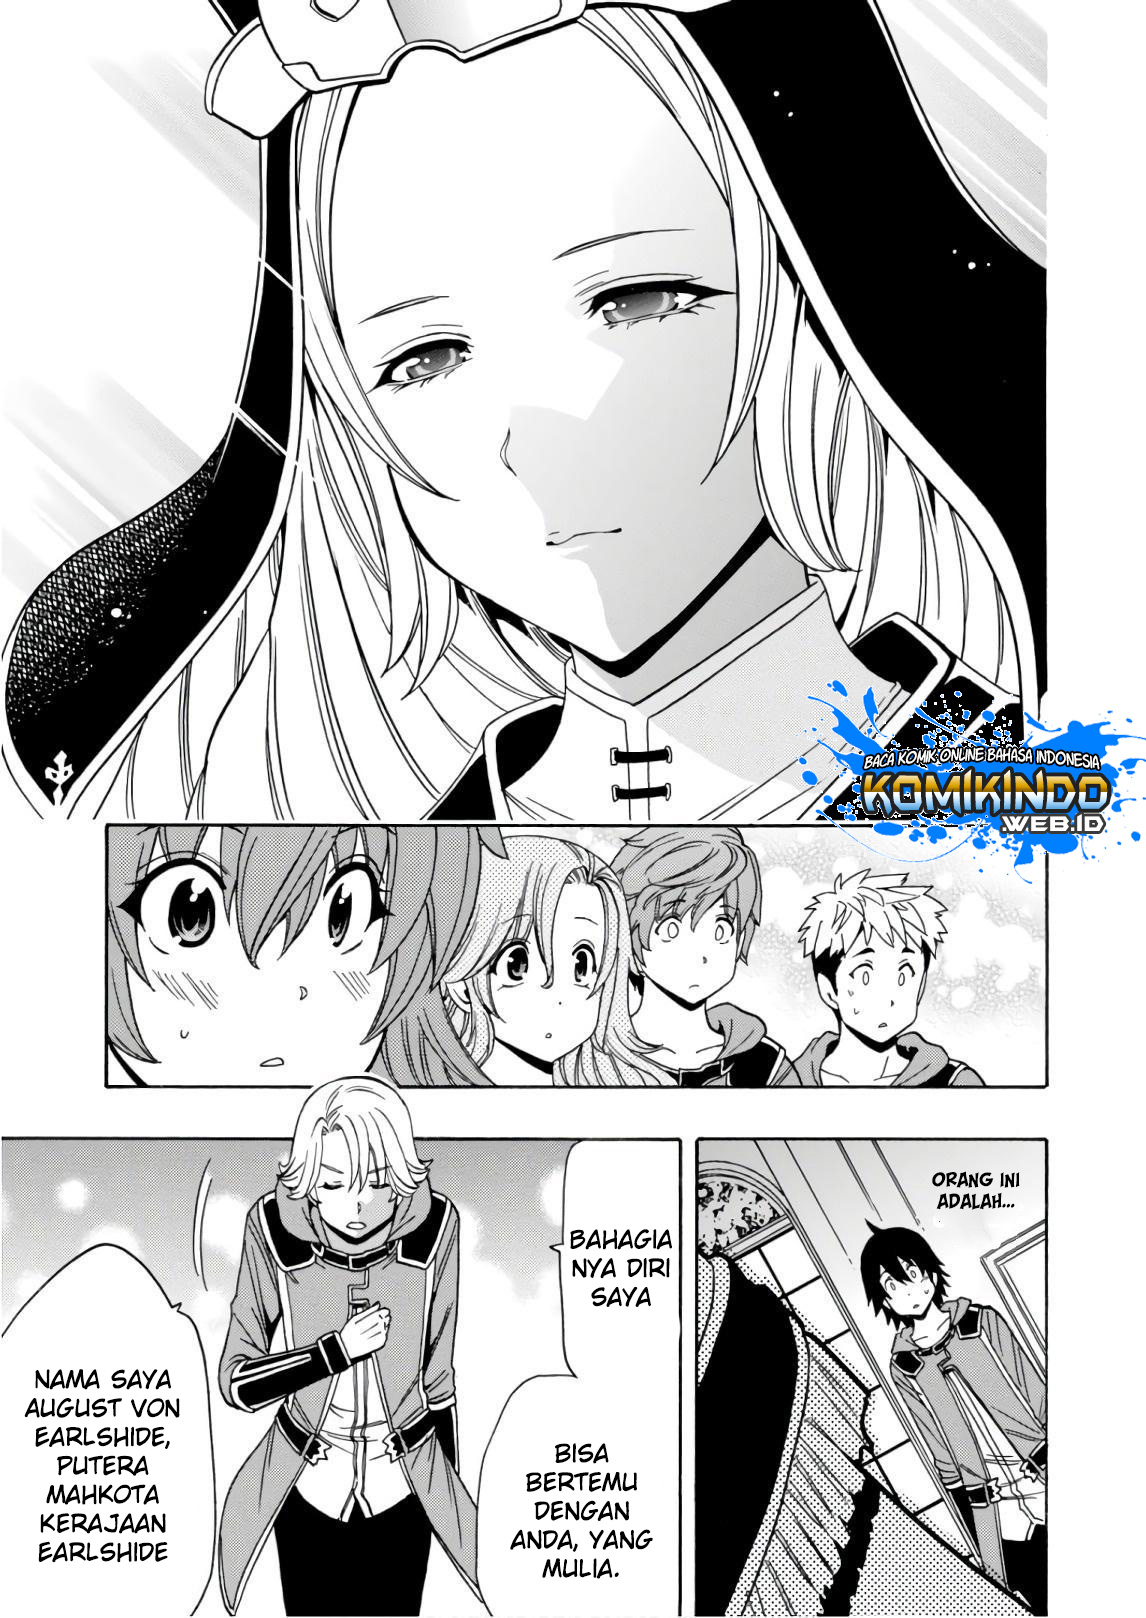 BACA KOMIK ONLINE BAHASA INDONESIA
KOMIKINDO
.WEB.ID
ORANG INI
ADALAH...
BAHAGIA
NYA DIRI
SAYA
BISA
BERTEMU
DENGAN
ANDA, YANG
MULIA.
NAMA SAYA
AUGUST VON
EARLSHIDE,
PUTERA
MAHKOTA
KERAJAAN
EARLSHIDE